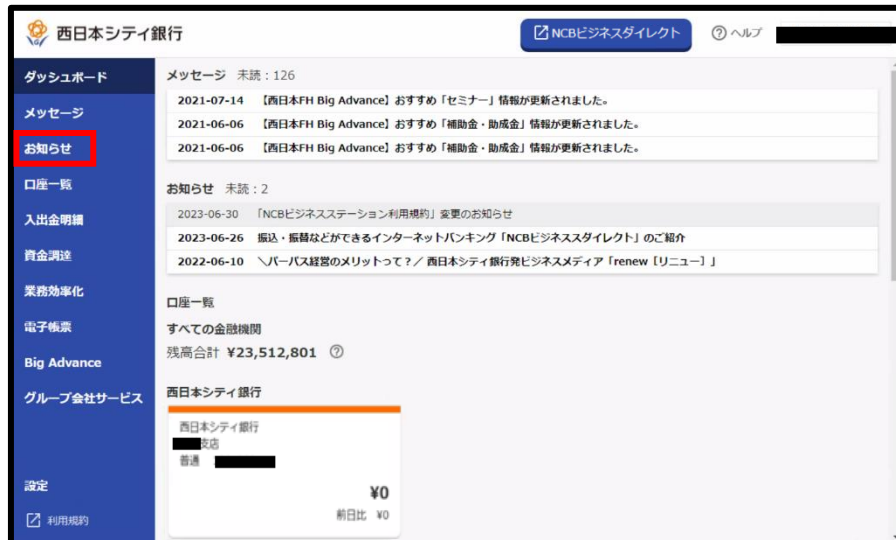 西日本シティ銀行
NCBビジネスダイレクト
ヘルプ
ダッシュボード
メッセージ
お知らせ
口座一覧
入出金明細
資金調達
業務効率化
電子帳票
Big Advance
グループ会社サービス
設定
利用規約
メッセージ 未読：126
2021-07-14 【西日本FH Big Advance】おすすめ「セミナー」情報が更新されました。
2021-06-06 【西日本FH Big Advance】おすすめ「補助金・助成金」情報が更新されました。
2021-06-06 【西日本FH Big Advance】おすすめ「補助金・助成金」情報が更新されました。
お知らせ 未読：2
2023-06-30 「NCBビジネスステーション利用規約」変更のお知らせ
2023-06-26 振込・振替などができるインターネットバンキング「NCBビジネススダイレクト」のご紹介
2022-06-10 ＼パーパス経営のメリットって？／ 西日本シティ銀行発ビジネスメディア「renew［リニュー］」
口座一覧
すべての金融機関
残高合計 ¥23,512,801
西日本シティ銀行
西日本シティ銀行
支店
普通
¥0
前日比 ¥0